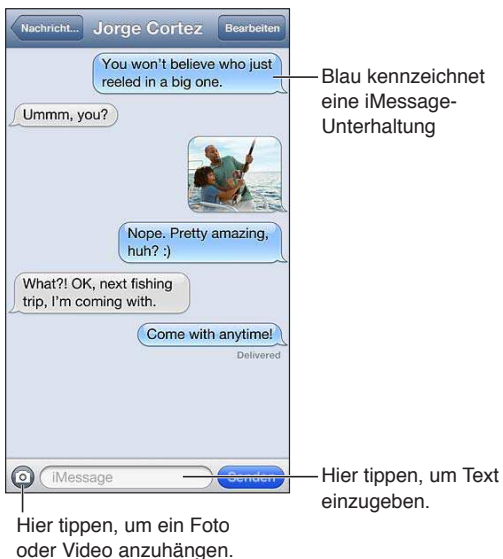 Nachricht... Jorge Cortez Bearbeiten
You won't believe who just
reeled in a big one.
Blau kennzeichnet
eine iMessage-
Unterhaltung
Ummm, you?
Nope. Pretty amazing,
huh? :)
What?! OK, next fishing
trip, I'm coming with.
Come with anytime!
Delivered
iMessage Senden
Hier tippen, um Text
einzugeben.
Hier tippen, um ein Foto
oder Video anzuhängen.